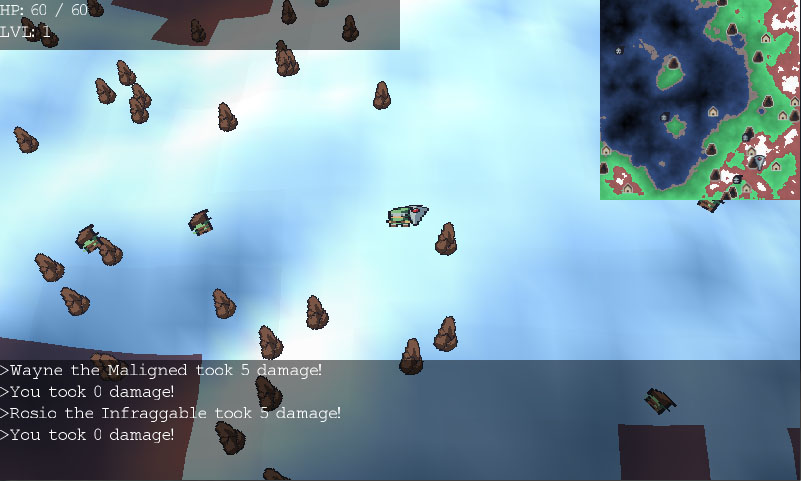 HP: 60 / 60
LVL: 1
>Wayne the Maligned took 5 damage!
>You took 0 damage!
>Rosio the Infraggable took 5 damage!
>You took 0 damage!